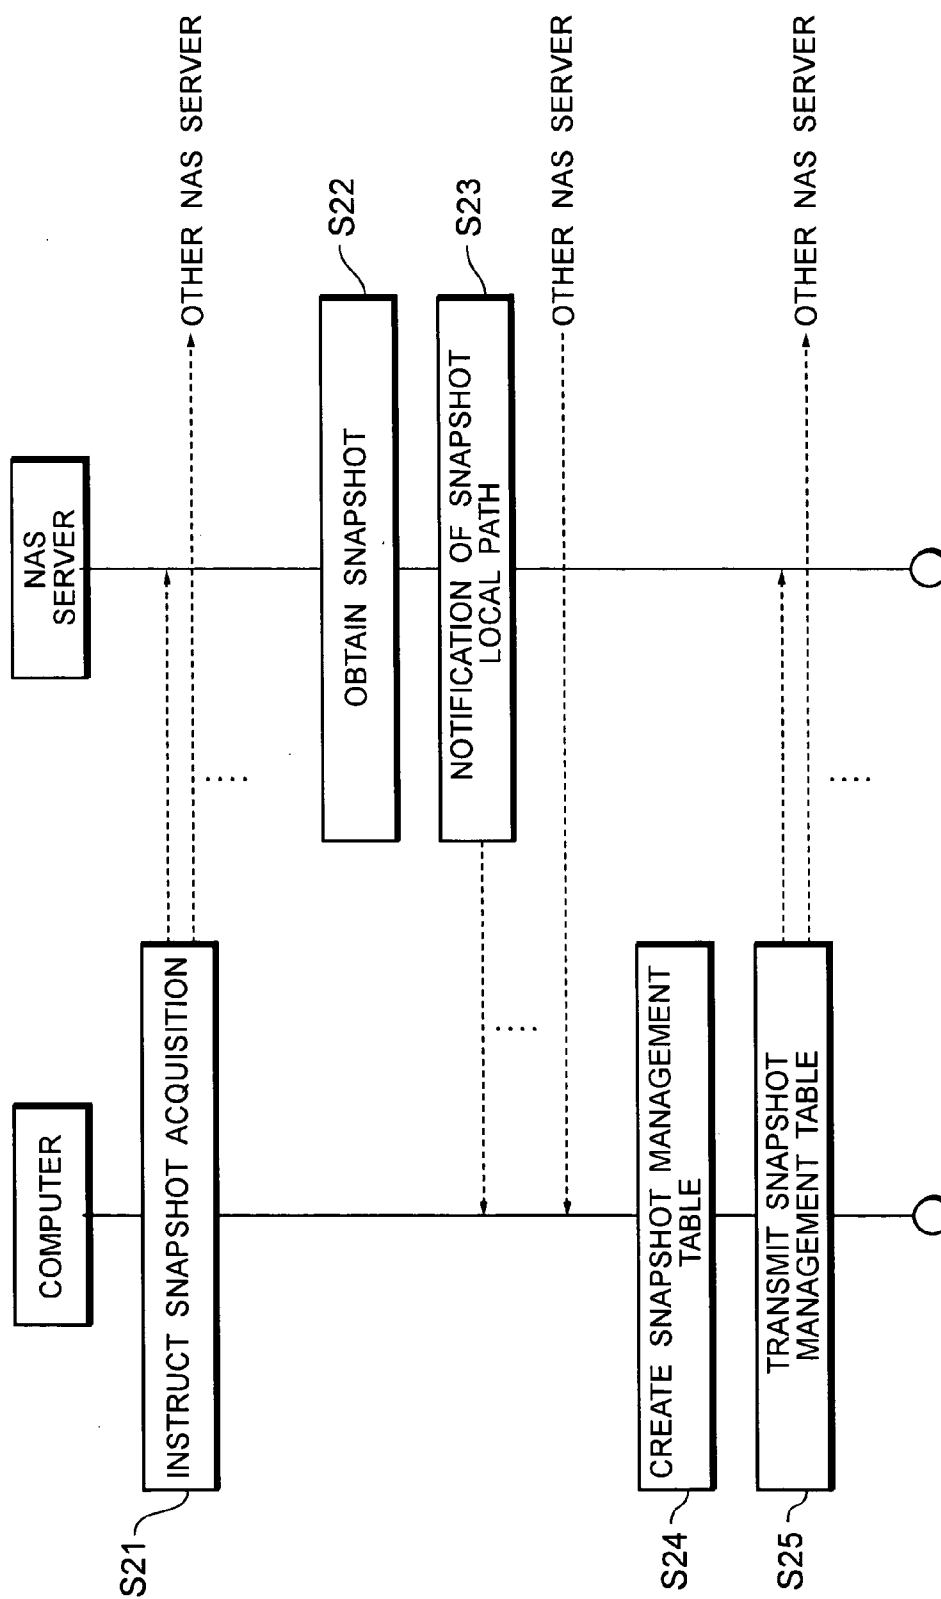 COMPUTER
NAS
SERVER
S21
INSTRUCT SNAPSHOT ACQUISITION
OTHER NAS SERVER
....
OBTAIN SNAPSHOT
S22
NOTIFICATION OF SNAPSHOT
LOCAL PATH
S23
....
OTHER NAS SERVER
S24
CREATE SNAPSHOT MANAGEMENT
TABLE
S25
TRANSMIT SNAPSHOT
MANAGEMENT TABLE
OTHER NAS SERVER
....